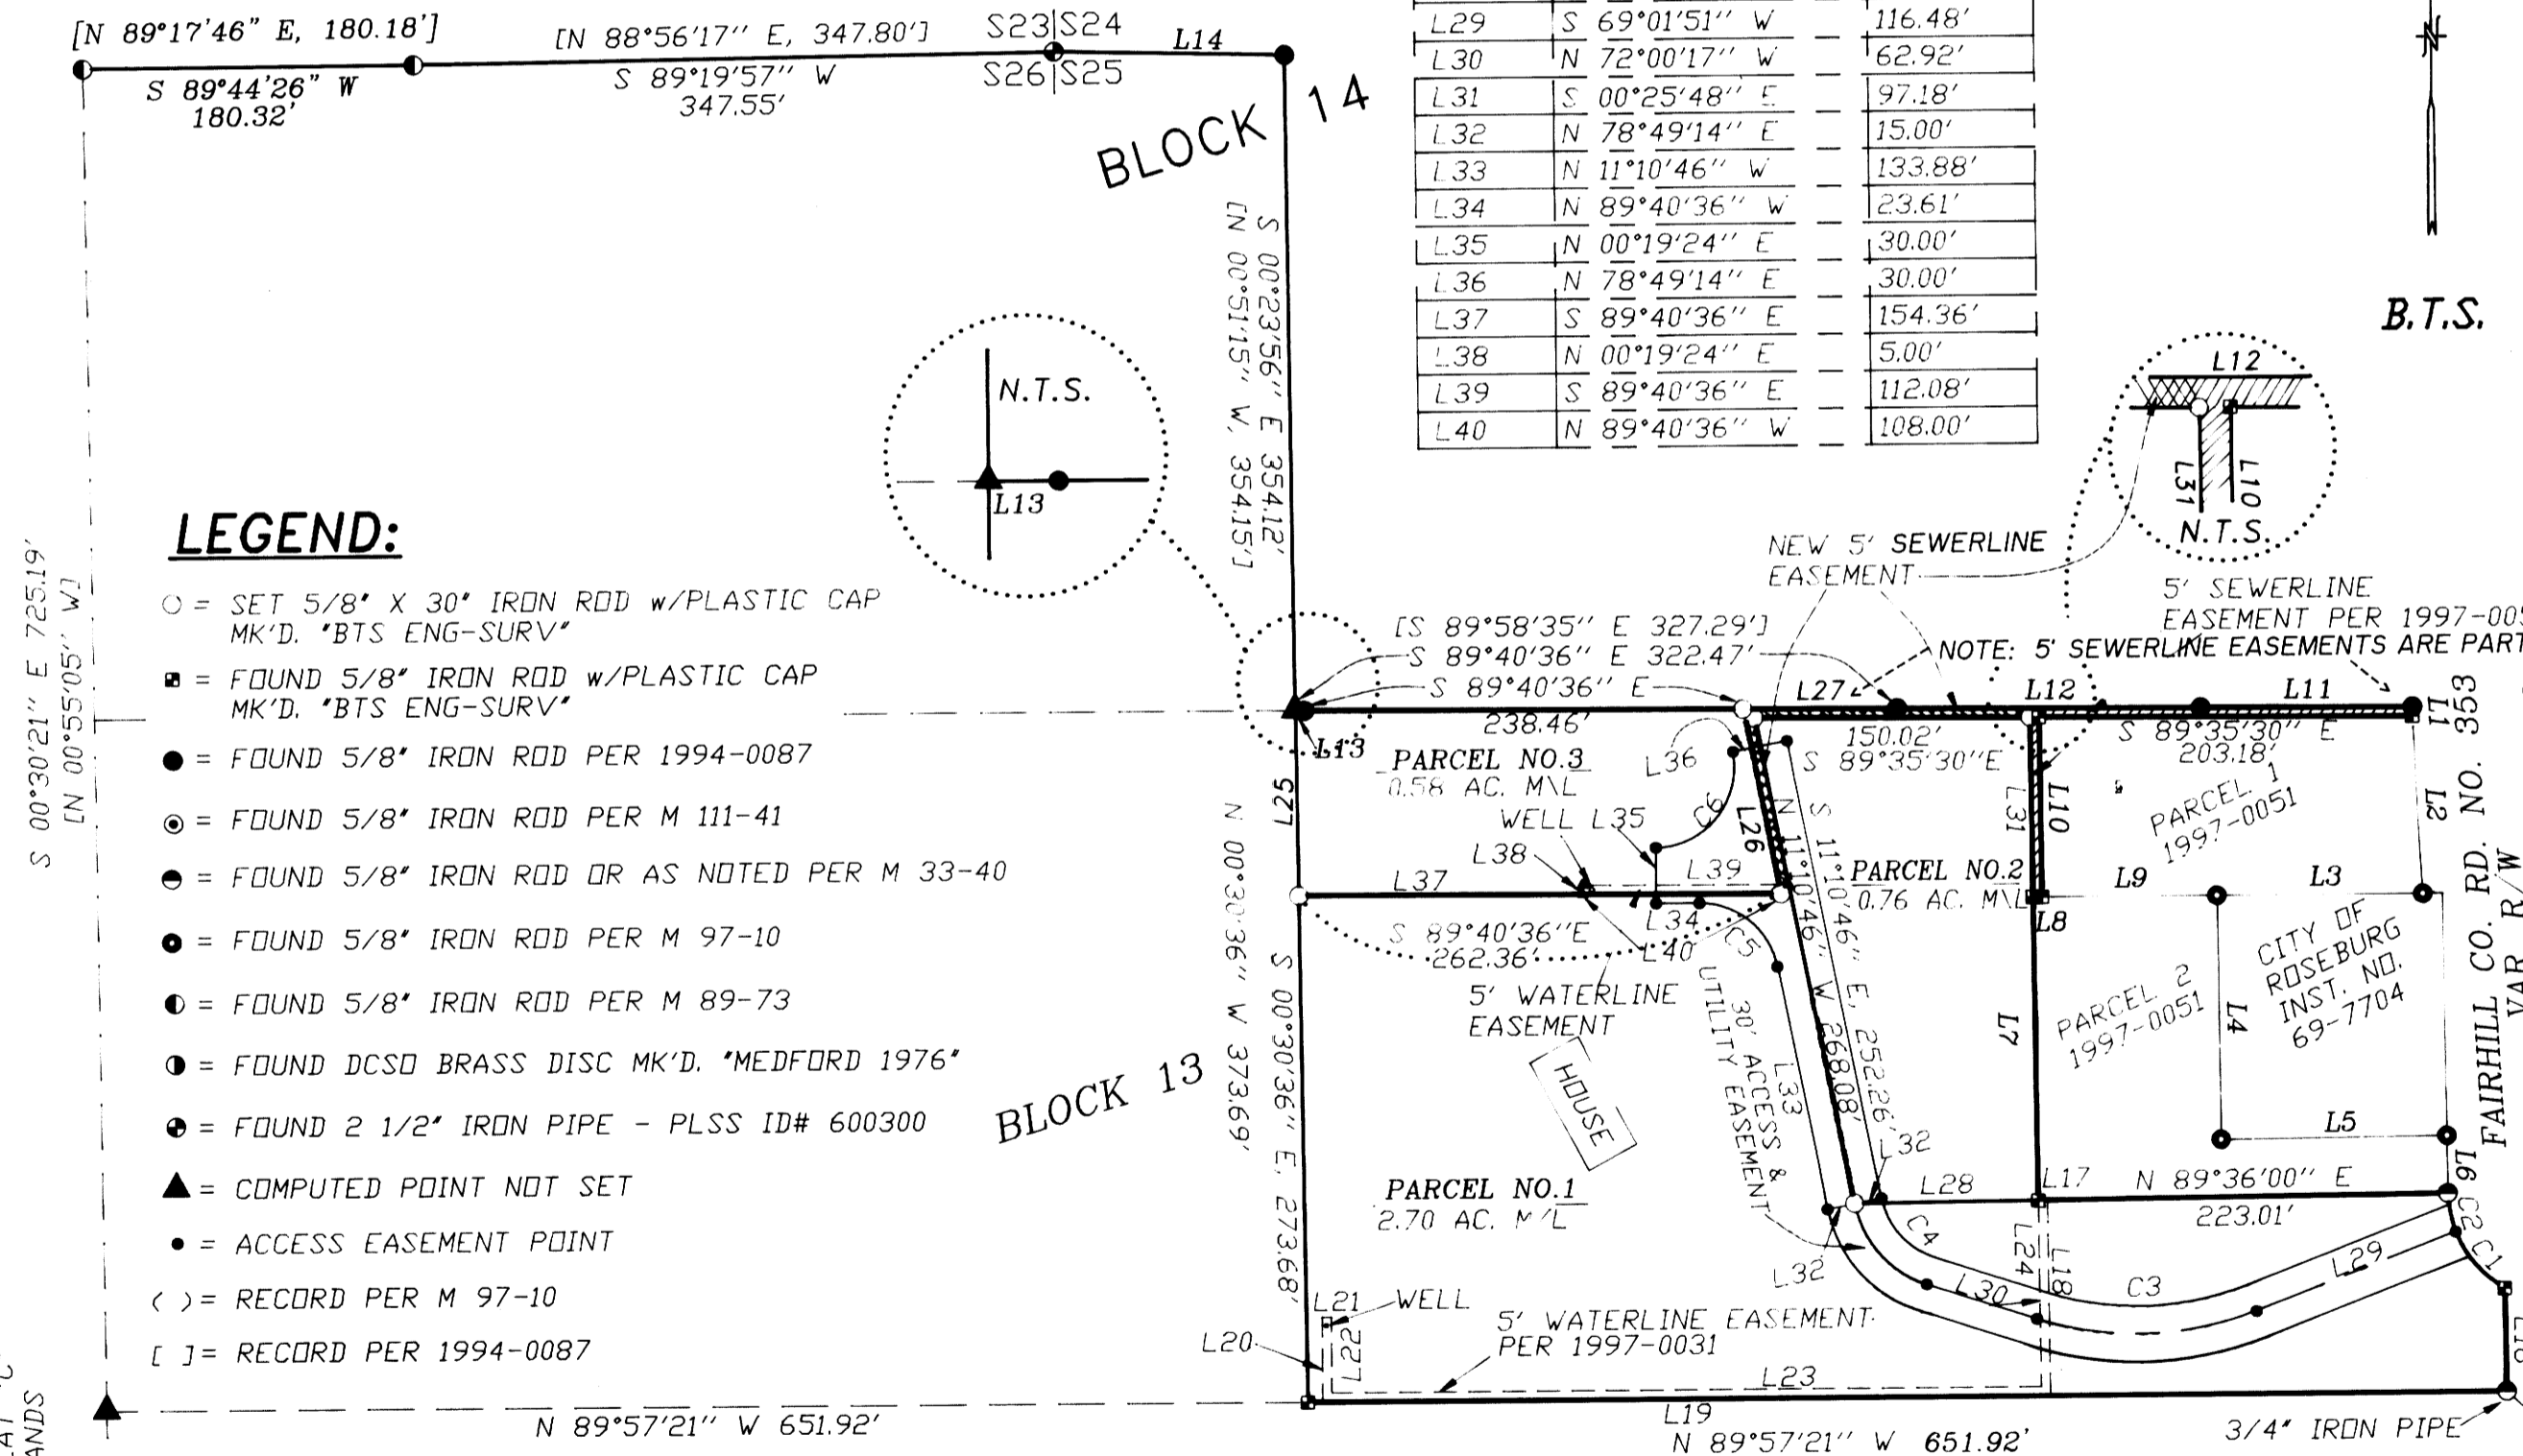 [N 89°17'46" E, 180.18']
[N 88°56'17" E, 347.80']
S23|S24
L14
S 89°44'26" W
180.32'
S 89°19'57" W
347.55'
S26|S25
BLOCK 14
L29 S 69°01'51" W 116.48'
L30 N 72°00'17" W 62.92'
L31 S 00°25'48" E 97.18'
L32 N 78°49'14" E 15.00'
L33 N 11°10'46" W 133.88'
L34 N 89°40'36" W 23.61'
L35 N 00°19'24" E 30.00'
L36 N 78°49'14" E 30.00'
L37 S 89°40'36" E 154.36'
L38 N 00°19'24" E 5.00'
L39 S 89°40'36" E 112.08'
L40 N 89°40'36" W 108.00'
N
B.T.S.
L12
L31
L10
N.T.S.
S 00°23'56" E 354.12'
[N 00°51'15" W, 354.15']
N.T.S.
L13
S 00°30'21" E 725.19'
[N 00°55'05" W]
LEGEND:
= SET 5/8" X 30" IRON ROD w/PLASTIC CAP
MK'D. "BTS ENG-SURV"
= FOUND 5/8" IRON ROD w/PLASTIC CAP
MK'D. "BTS ENG-SURV"
= FOUND 5/8" IRON ROD PER 1994-0087
= FOUND 5/8" IRON ROD PER M 111-41
= FOUND 5/8" IRON ROD OR AS NOTED PER M 33-40
= FOUND 5/8" IRON ROD PER M 97-10
= FOUND 5/8" IRON ROD PER M 89-73
= FOUND DCSO BRASS DISC MK'D. "MEDFORD 1976"
= FOUND 2 1/2" IRON PIPE - PLSS ID# 600300
= COMPUTED POINT NOT SET
= ACCESS EASEMENT POINT
( ) = RECORD PER M 97-10
[ ] = RECORD PER 1994-0087
NEW 5' SEWERLINE
EASEMENT
5' SEWERLINE
EASEMENT PER 1997-005
NOTE: 5' SEWERLINE EASEMENTS ARE PART
[S 89°58'35" E 327.29']
S 89°40'36" E 322.47'
S 89°40'36" E
238.46'
L27
L12
L11
L1
L13
150.02'
S 89°35'30"E
S 89°35'30" E
203.18'
PARCEL NO.3
0.58 AC. M\L
L36
C6
L26
L25
WELL
L35
L38
L39
L37
L34
L40
S 89°40'36"E
262.36'
C5
5' WATERLINE
EASEMENT
PARCEL NO.2
0.76 AC. M\L
L31
L10
L8
L9
L3
L2
PARCEL 1
1997-0051
CITY OF
ROSEBURG
INST. NO.
69-7704
PARCEL 2
1997-0051
L4
L5
L7
L6
FAIRHILL CO. RD. NO. 353
VAR R/W
S 11°10'46" E, 252.26'
N 11°10'46" W 268.08'
L33
30' ACCESS &
UTILITY EASEMENT
HOUSE
BLOCK 13
N 00°30'36" W 373.69'
S 00°30'36" E, 273.68'
PARCEL NO.1
2.70 AC. M/L
L32
L28
L17
N 89°36'00" E
223.01'
C4
L32
L24
L18
L30
C3
L29
C2
C1
L21
WELL
L20
L22
5' WATERLINE EASEMENT
PER 1997-0031
L23
N 89°57'21" W 651.92'
L19
N 89°57'21" W 651.92'
3/4" IRON PIPE
ANDS